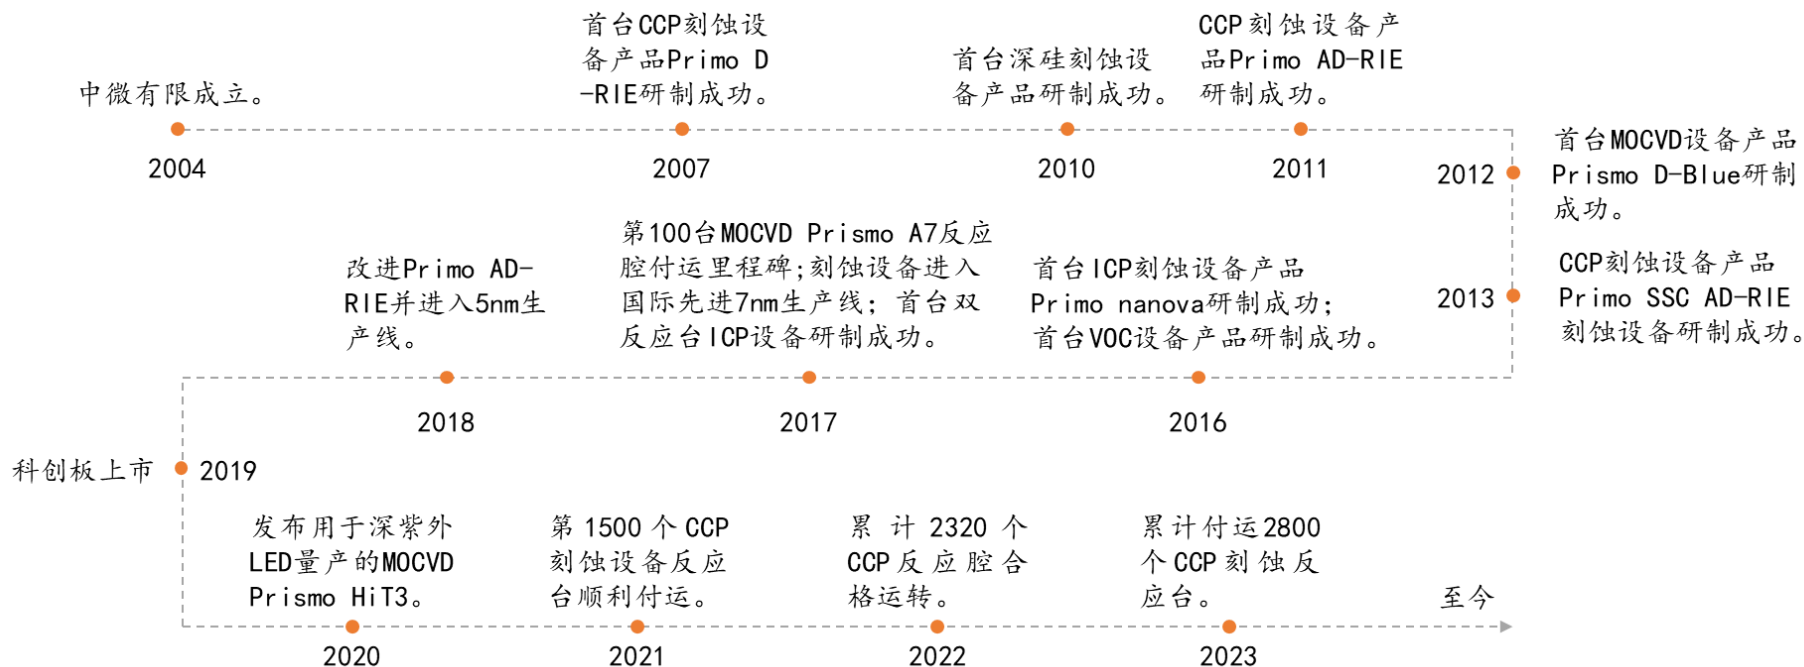 中微有限成立。
2004
首台CCP刻蚀设
备产品Primo D
-RIE研制成功。
2007
首台深硅刻蚀设
备产品研制成功。
2010
CCP刻蚀设备产
品Primo AD-RIE
研制成功。
2011
首台MOCVD设备产品
Prismo D-Blue研制
成功。
2012
CCP刻蚀设备产品
Primo SSC AD-RIE
刻蚀设备研制成功。
2013
首台ICP刻蚀设备产品
Primo nanova研制成功;
首台VOC设备产品研制成功。
2016
第100台MOCVD Prismo A7反应
腔付运里程碑;刻蚀设备进入
国际先进7nm生产线; 首台双
反应台ICP设备研制成功。
2017
改进Primo AD-
RIE并进入5nm生
产线。
2018
科创板上市
2019
发布用于深紫外
LED量产的MOCVD
Prismo HiT3。
2020
第 1500 个 CCP
刻蚀设备反应
台顺利付运。
2021
累计 2320 个
CCP反应腔合
格运转。
2022
累计付运2800
个CCP刻蚀反
应台。
2023
至今